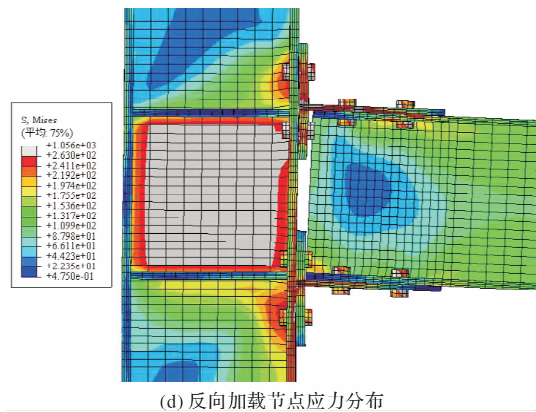 S, Mises
(平均: 75%)
+1.056e+03
+2.630e+02
+2.411e+02
+2.192e+02
+1.974e+02
+1.755e+02
+1.536e+02
+1.317e+02
+1.099e+02
+8.798e+01
+6.611e+01
+4.423e+01
+2.235e+01
+4.750e-01
(d) 反向加载节点应力分布